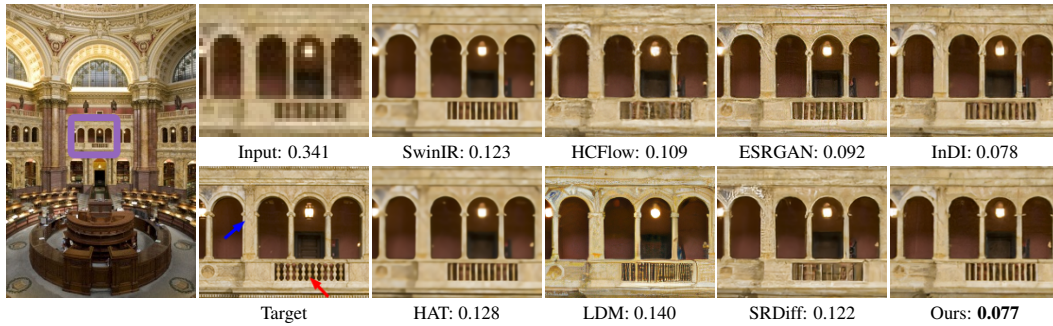 Input: 0.341
SwinIR: 0.123
HCFlow: 0.109
ESRGAN: 0.092
InDI: 0.078
Target
HAT: 0.128
LDM: 0.140
SRDiff: 0.122
Ours: 0.077